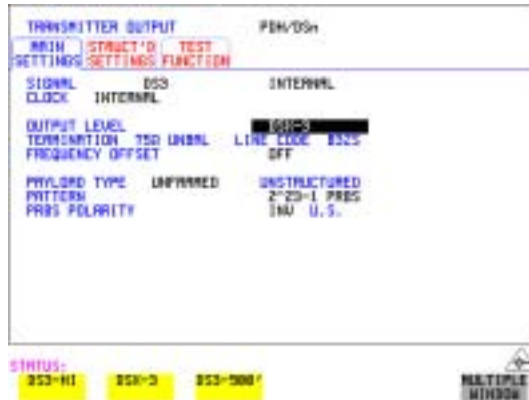 TRANSMITTER OUTPUT PDH/DSn
MAIN STRUCT'D TEST
SETTINGS SETTINGS FUNCTION
SIGNAL DS3 INTERNAL
CLOCK INTERNAL
OUTPUT LEVEL DSX-3
TERMINATION 75Ω UNBAL LINE CODE B3ZS
FREQUENCY OFFSET OFF
PAYLOAD TYPE UNFRAMED UNSTRUCTURED
PATTERN 2^23-1 PRBS
PRBS POLARITY INV U.S.
STATUS:
DS3-HI DSX-3 DS3-900' MULTIPLE
WINDOW